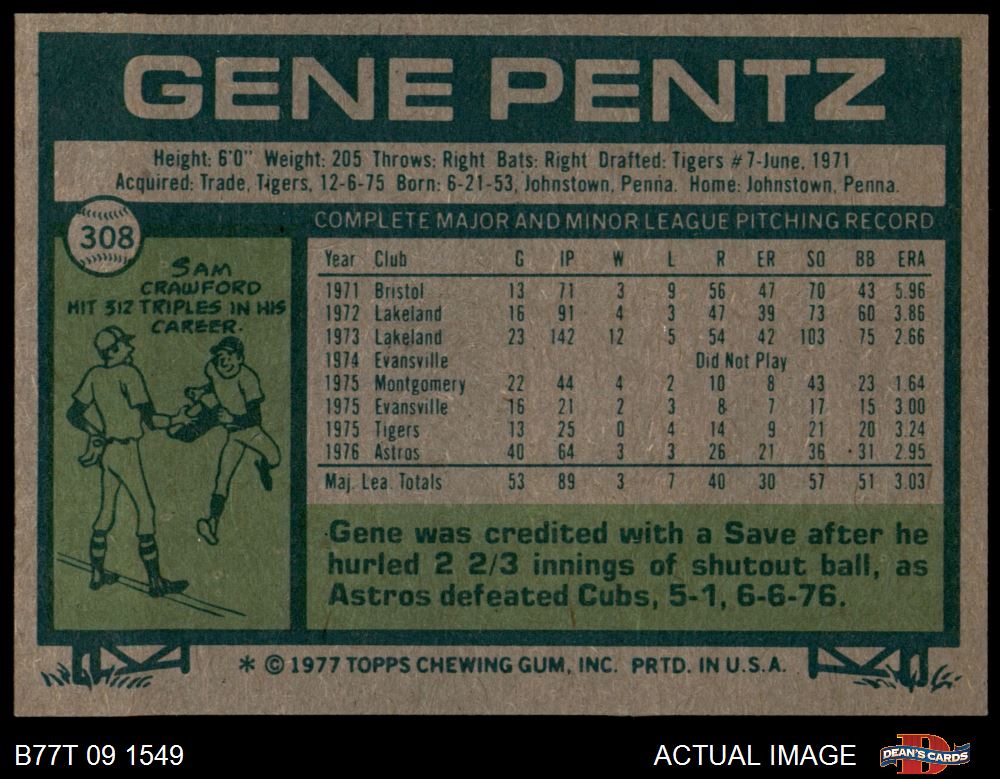 GENE PENTZ
Height: 6'0" Weight: 205 Throws: Right Bats: Right Drafted: Tigers #7-June, 1971
Acquired: Trade, Tigers, 12-6-75 Born: 6-21-53, Johnstown, Penna. Home: Johnstown, Penna.
308
SAM
CRAWFORD
HIT 312 TRIPLES IN HIS
CAREER.
COMPLETE MAJOR AND MINOR LEAGUE PITCHING RECORD
Year Club G IP W L R ER SO BB ERA
1971 Bristol 13 71 3 9 56 47 70 43 5.96
1972 Lakeland 16 91 4 3 47 39 73 60 3.86
1973 Lakeland 23 142 12 5 54 42 103 75 2.66
1974 Evansville Did Not Play
1975 Montgomery 22 44 4 2 10 8 43 23 1.64
1975 Evansville 16 21 2 3 8 7 17 15 3.00
1975 Tigers 13 25 0 4 14 9 21 20 3.24
1976 Astros 40 64 3 3 26 21 36 31 2.95
Maj. Lea. Totals 53 89 3 7 40 30 57 51 3.03
Gene was credited with a Save after he
hurled 2 2/3 innings of shutout ball, as
Astros defeated Cubs, 5-1, 6-6-76.
* © 1977 TOPPS CHEWING GUM, INC. PRTD. IN U.S.A.
B77T 09 1549
ACTUAL IMAGE
DEAN'S CARDS